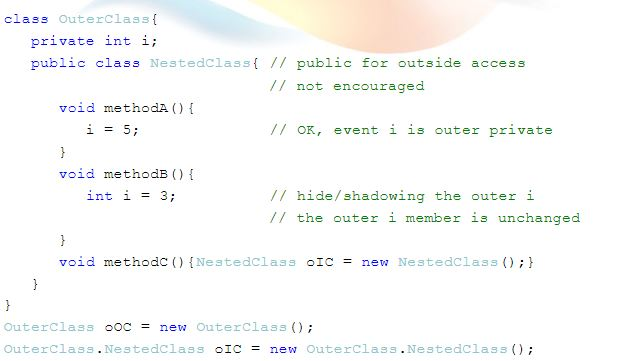 class OuterClass{
private int i;
public class NestedClass{ // public for outside access
// not encouraged
void methodA(){
i = 5; // OK, event i is outer private
}
void methodB(){
int i = 3; // hide/shadowing the outer i
// the outer i member is unchanged
}
void methodC(){NestedClass oIC = new NestedClass();}
}
}
OuterClass oOC = new OuterClass();
OuterClass.NestedClass oIC = new OuterClass.NestedClass();